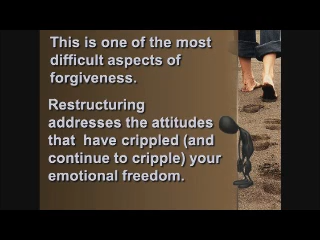 This is one of the most
difficult aspects of
forgiveness.
Restructuring
addresses the attitudes
that have crippled (and
continue to cripple) your
emotional freedom.